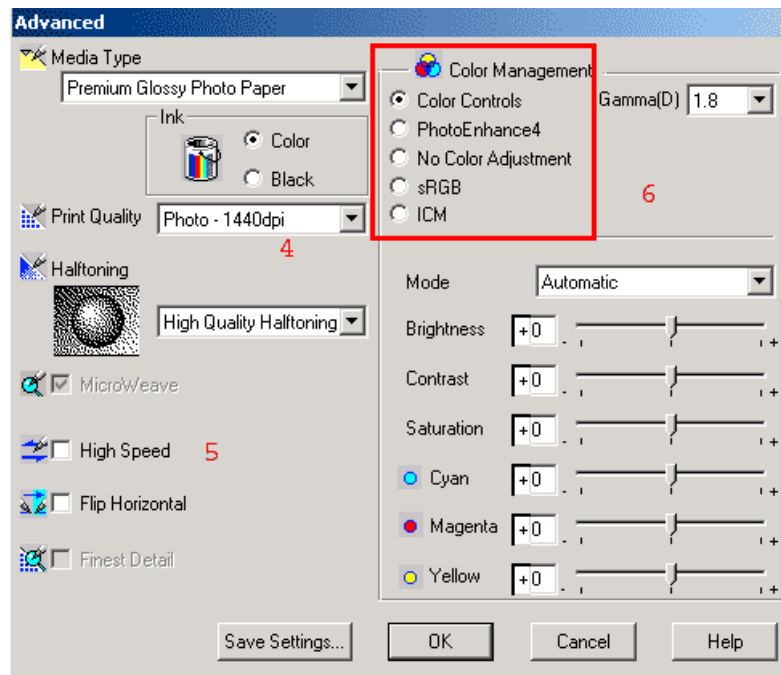 Advanced
Media Type
Premium Glossy Photo Paper
Ink
Color
Black
Print Quality
Photo - 1440dpi
4
Halftoning
High Quality Halftoning
MicroWeave
High Speed
5
Flip Horizontal
Finest Detail
Color Management
Color Controls
PhotoEnhance4
No Color Adjustment
sRGB
ICM
Gamma(D)
1.8
6
Mode
Automatic
Brightness
+0
- +
Contrast
+0
- +
Saturation
+0
- +
Cyan
+0
- +
Magenta
+0
- +
Yellow
+0
- +
Save Settings...
OK
Cancel
Help